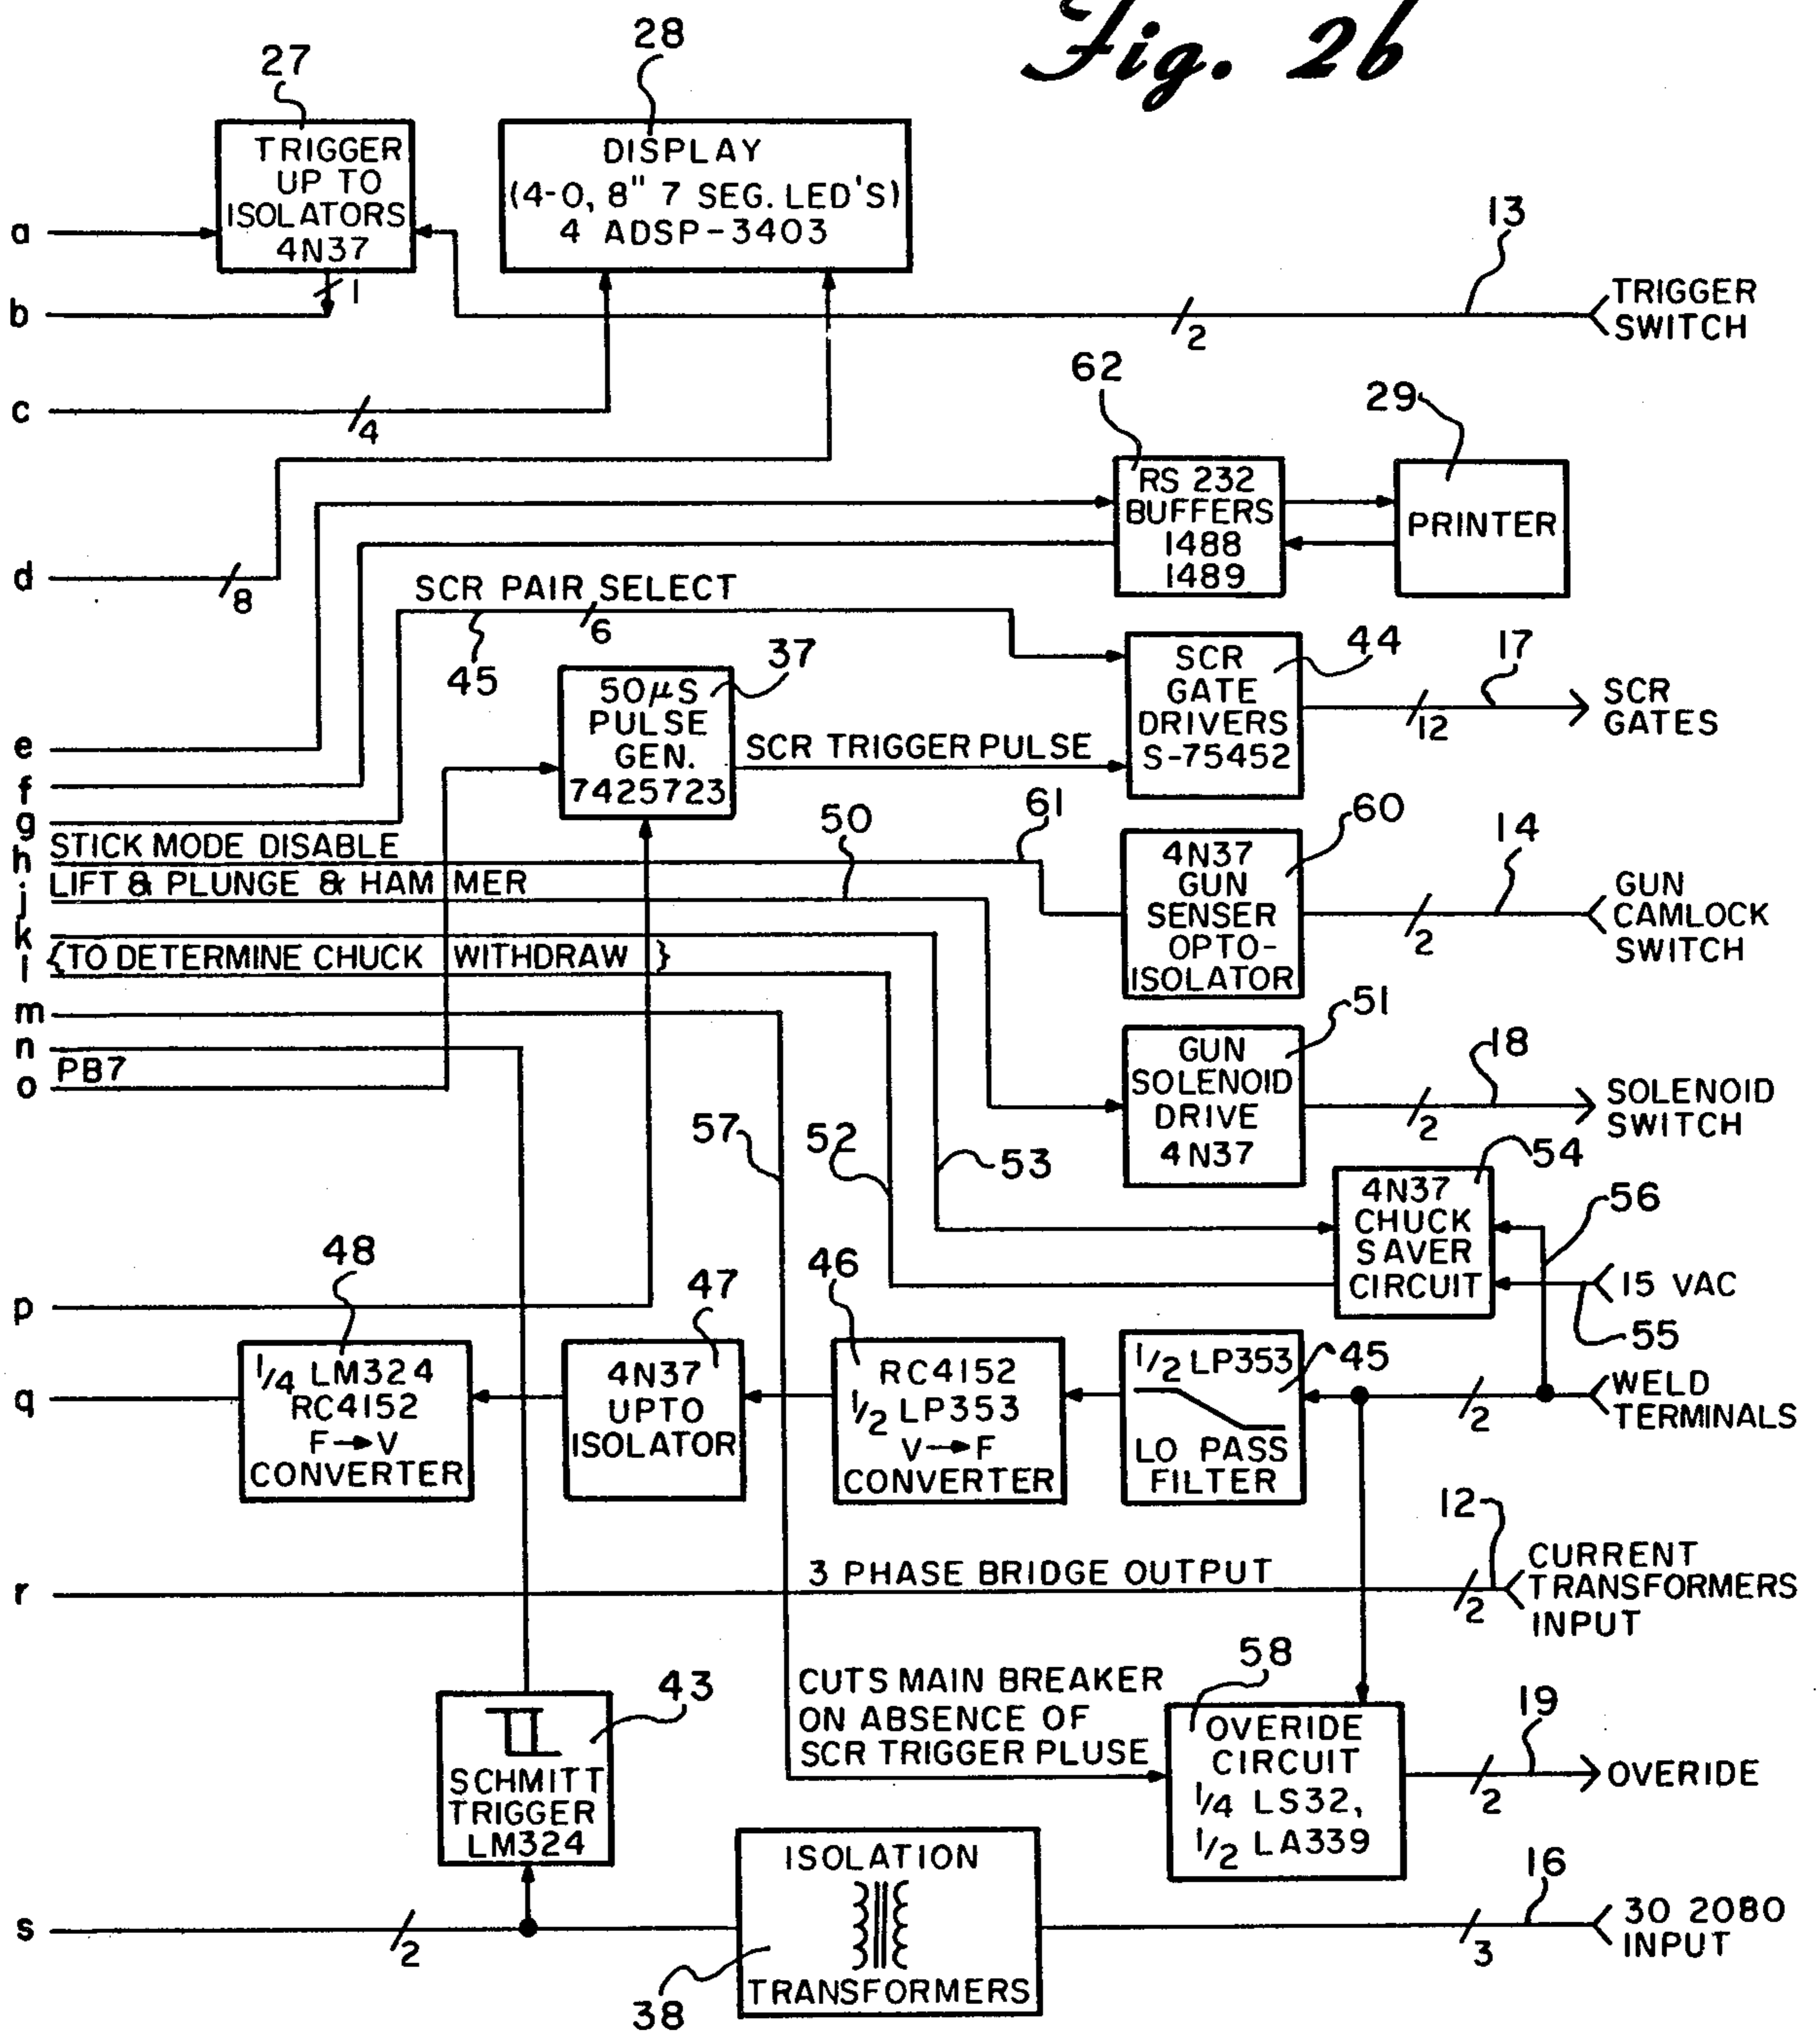 Fig. 2b
27
28
TRIGGER
UP TO
ISOLATORS
4N37
DISPLAY
(4-0, 8" 7 SEG. LED'S)
4 ADSP-3403
13
a
1
b
TRIGGER
SWITCH
2
62
29
c
4
RS 232
BUFFERS
1488
1489
PRINTER
d
8
SCR PAIR SELECT
6
45
37
44
17
50µS
PULSE
GEN.
7425723
SCR
GATE
DRIVERS
S-75452
SCR
GATES
12
SCR TRIGGER PULSE
e
f
g
61
50
60
14
h
STICK MODE DISABLE
j
LIFT & PLUNGE & HAMMER
4N37
GUN
SENSER
OPTO-
ISOLATOR
GUN
CAMLOCK
SWITCH
2
k
{TO DETERMINE CHUCK WITHDRAW }
l
m
n
PB7
o
51
18
GUN
SOLENOID
DRIVE
4N37
SOLENOID
SWITCH
2
57
52
53
54
56
4N37
CHUCK
SAVER
CIRCUIT
15 VAC
55
p
48
47
46
45
q
1/4 LM324
RC4152
F→V
CONVERTER
4N37
UPTO
ISOLATOR
RC4152
1/2 LP353
V→F
CONVERTER
1/2 LP353
LO PASS
FILTER
2
WELD
TERMINALS
12
r
3 PHASE BRIDGE OUTPUT
2
CURRENT
TRANSFORMERS
INPUT
43
58
19
CUTS MAIN BREAKER
ON ABSENCE OF
SCR TRIGGER PLUSE
SCHMITT
TRIGGER
LM324
OVERIDE
CIRCUIT
1/4 LS32,
1/2 LA339
2
OVERIDE
ISOLATION
TRANSFORMERS
38
16
s
2
3
30 2080
INPUT